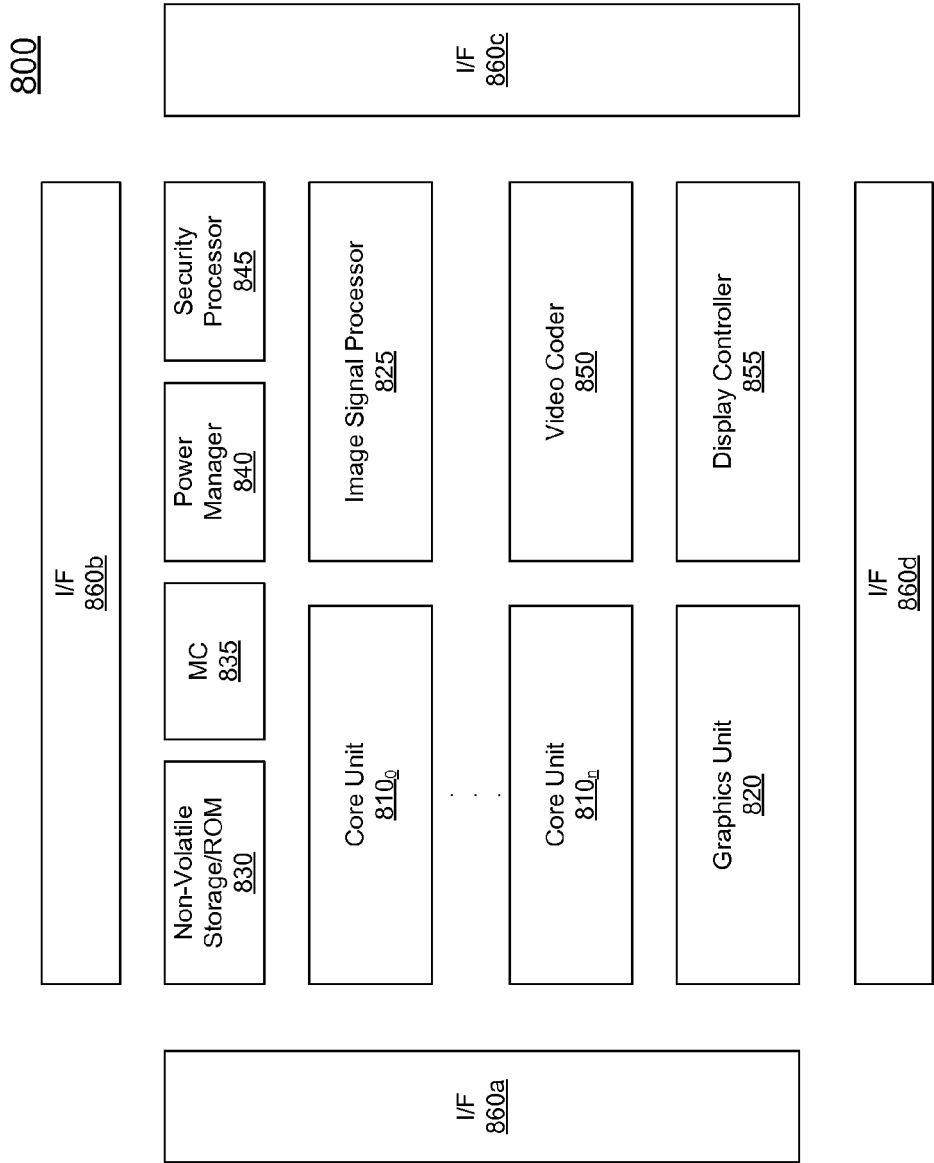 800
I/F
860b
Non-Volatile
Storage/ROM
830
MC
835
Power
Manager
840
Security
Processor
845
I/F
860a
Core Unit
810₀
Image Signal Processor
825
I/F
860c
. . .
Core Unit
810ₙ
Video Coder
850
Graphics Unit
820
Display Controller
855
I/F
860d